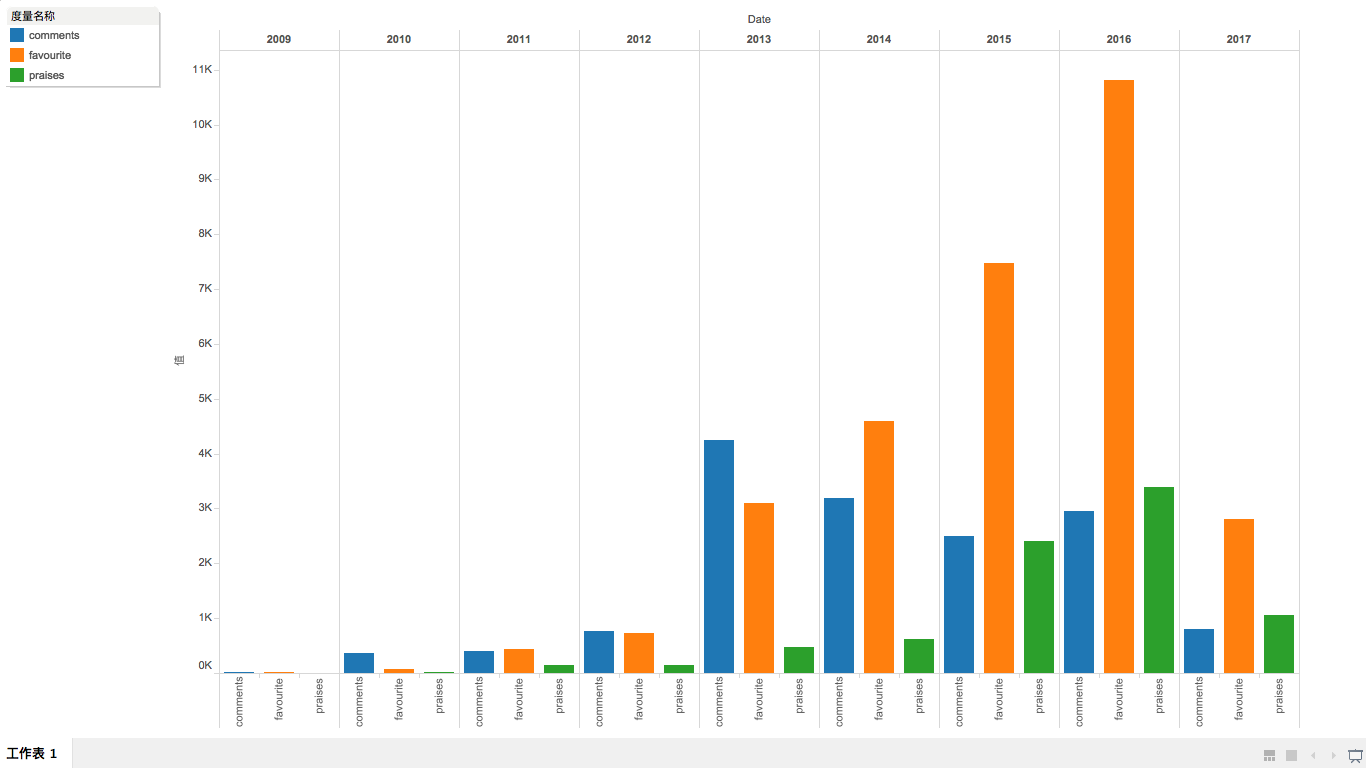 度量名称
comments
favourite
praises
Date
2009 2010 2011 2012 2013 2014 2015 2016 2017
11K
10K
9K
8K
7K
6K
5K
4K
3K
2K
1K
0K
值
comments favourite praises comments favourite praises comments favourite praises comments favourite praises comments favourite praises comments favourite praises comments favourite praises comments favourite praises comments favourite praises
工作表 1